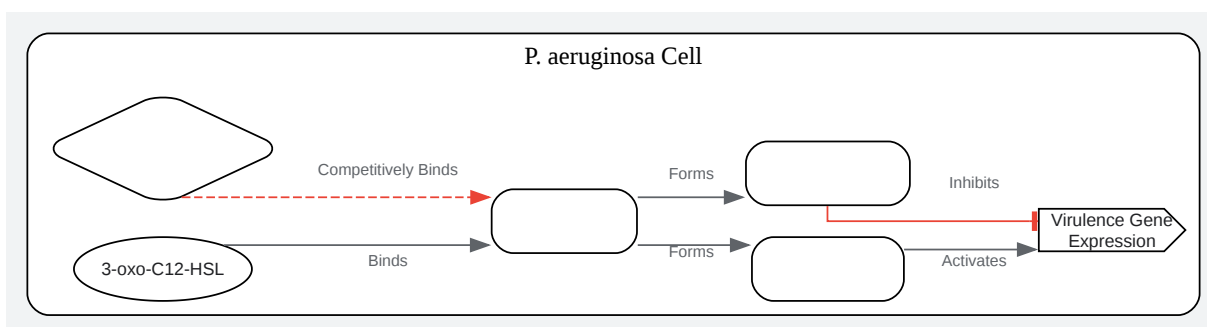 P. aeruginosa Cell
Competitively Binds
Forms
Inhibits
Virulence Gene
Expression
3-oxo-C12-HSL
Binds
Forms
Activates